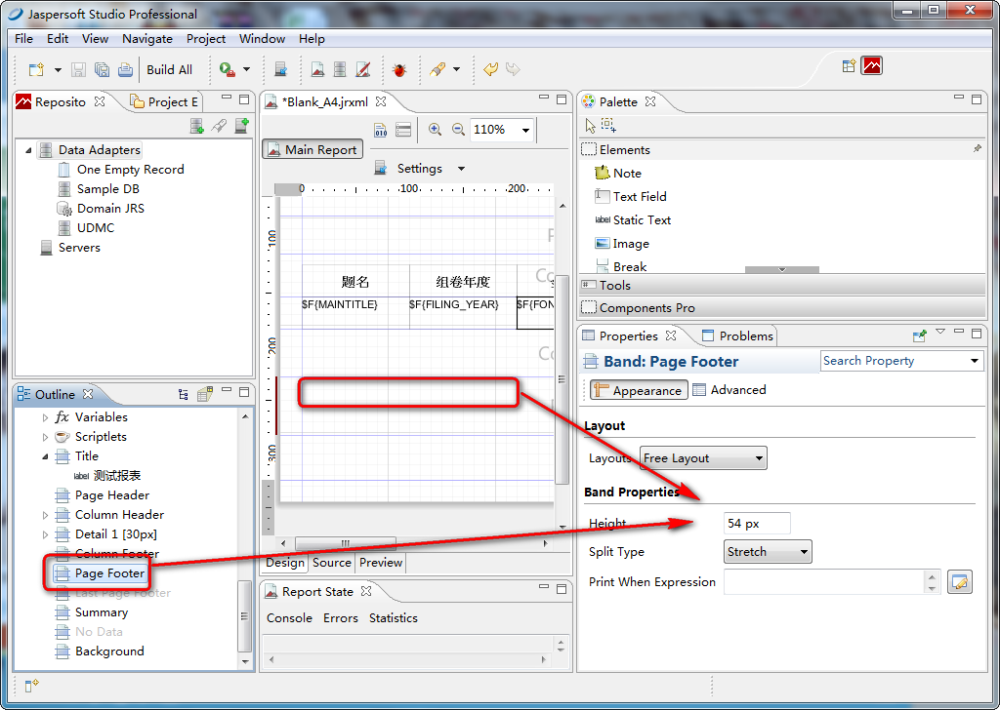 Jaspersoft Studio Professional
File Edit View Navigate Project Window Help
Build All
Reposito
Project E
Data Adapters
One Empty Record
Sample DB
Domain JRS
UDMC
Servers
Outline
Variables
Scriptlets
Title
label 测试报表
Page Header
Column Header
Detail 1 [30px]
Column Footer
Page Footer
Last Page Footer
Summary
No Data
Background
*Blank_A4.jrxml
010
110%
Main Report
Settings
0 100 200
100
200
300
P
Co
题名 组卷年度
$F{MAINTITLE} $F{FILING_YEAR} $F{FON
Co
Design Source Preview
Report State
Console Errors Statistics
Palette
Elements
Note
Text Field
label Static Text
Image
Break
Tools
Components Pro
Properties
Problems
Band: Page Footer
Search Property
Appearance
Advanced
Layout
Layouts Free Layout
Band Properties
Height 54 px
Split Type Stretch
Print When Expression